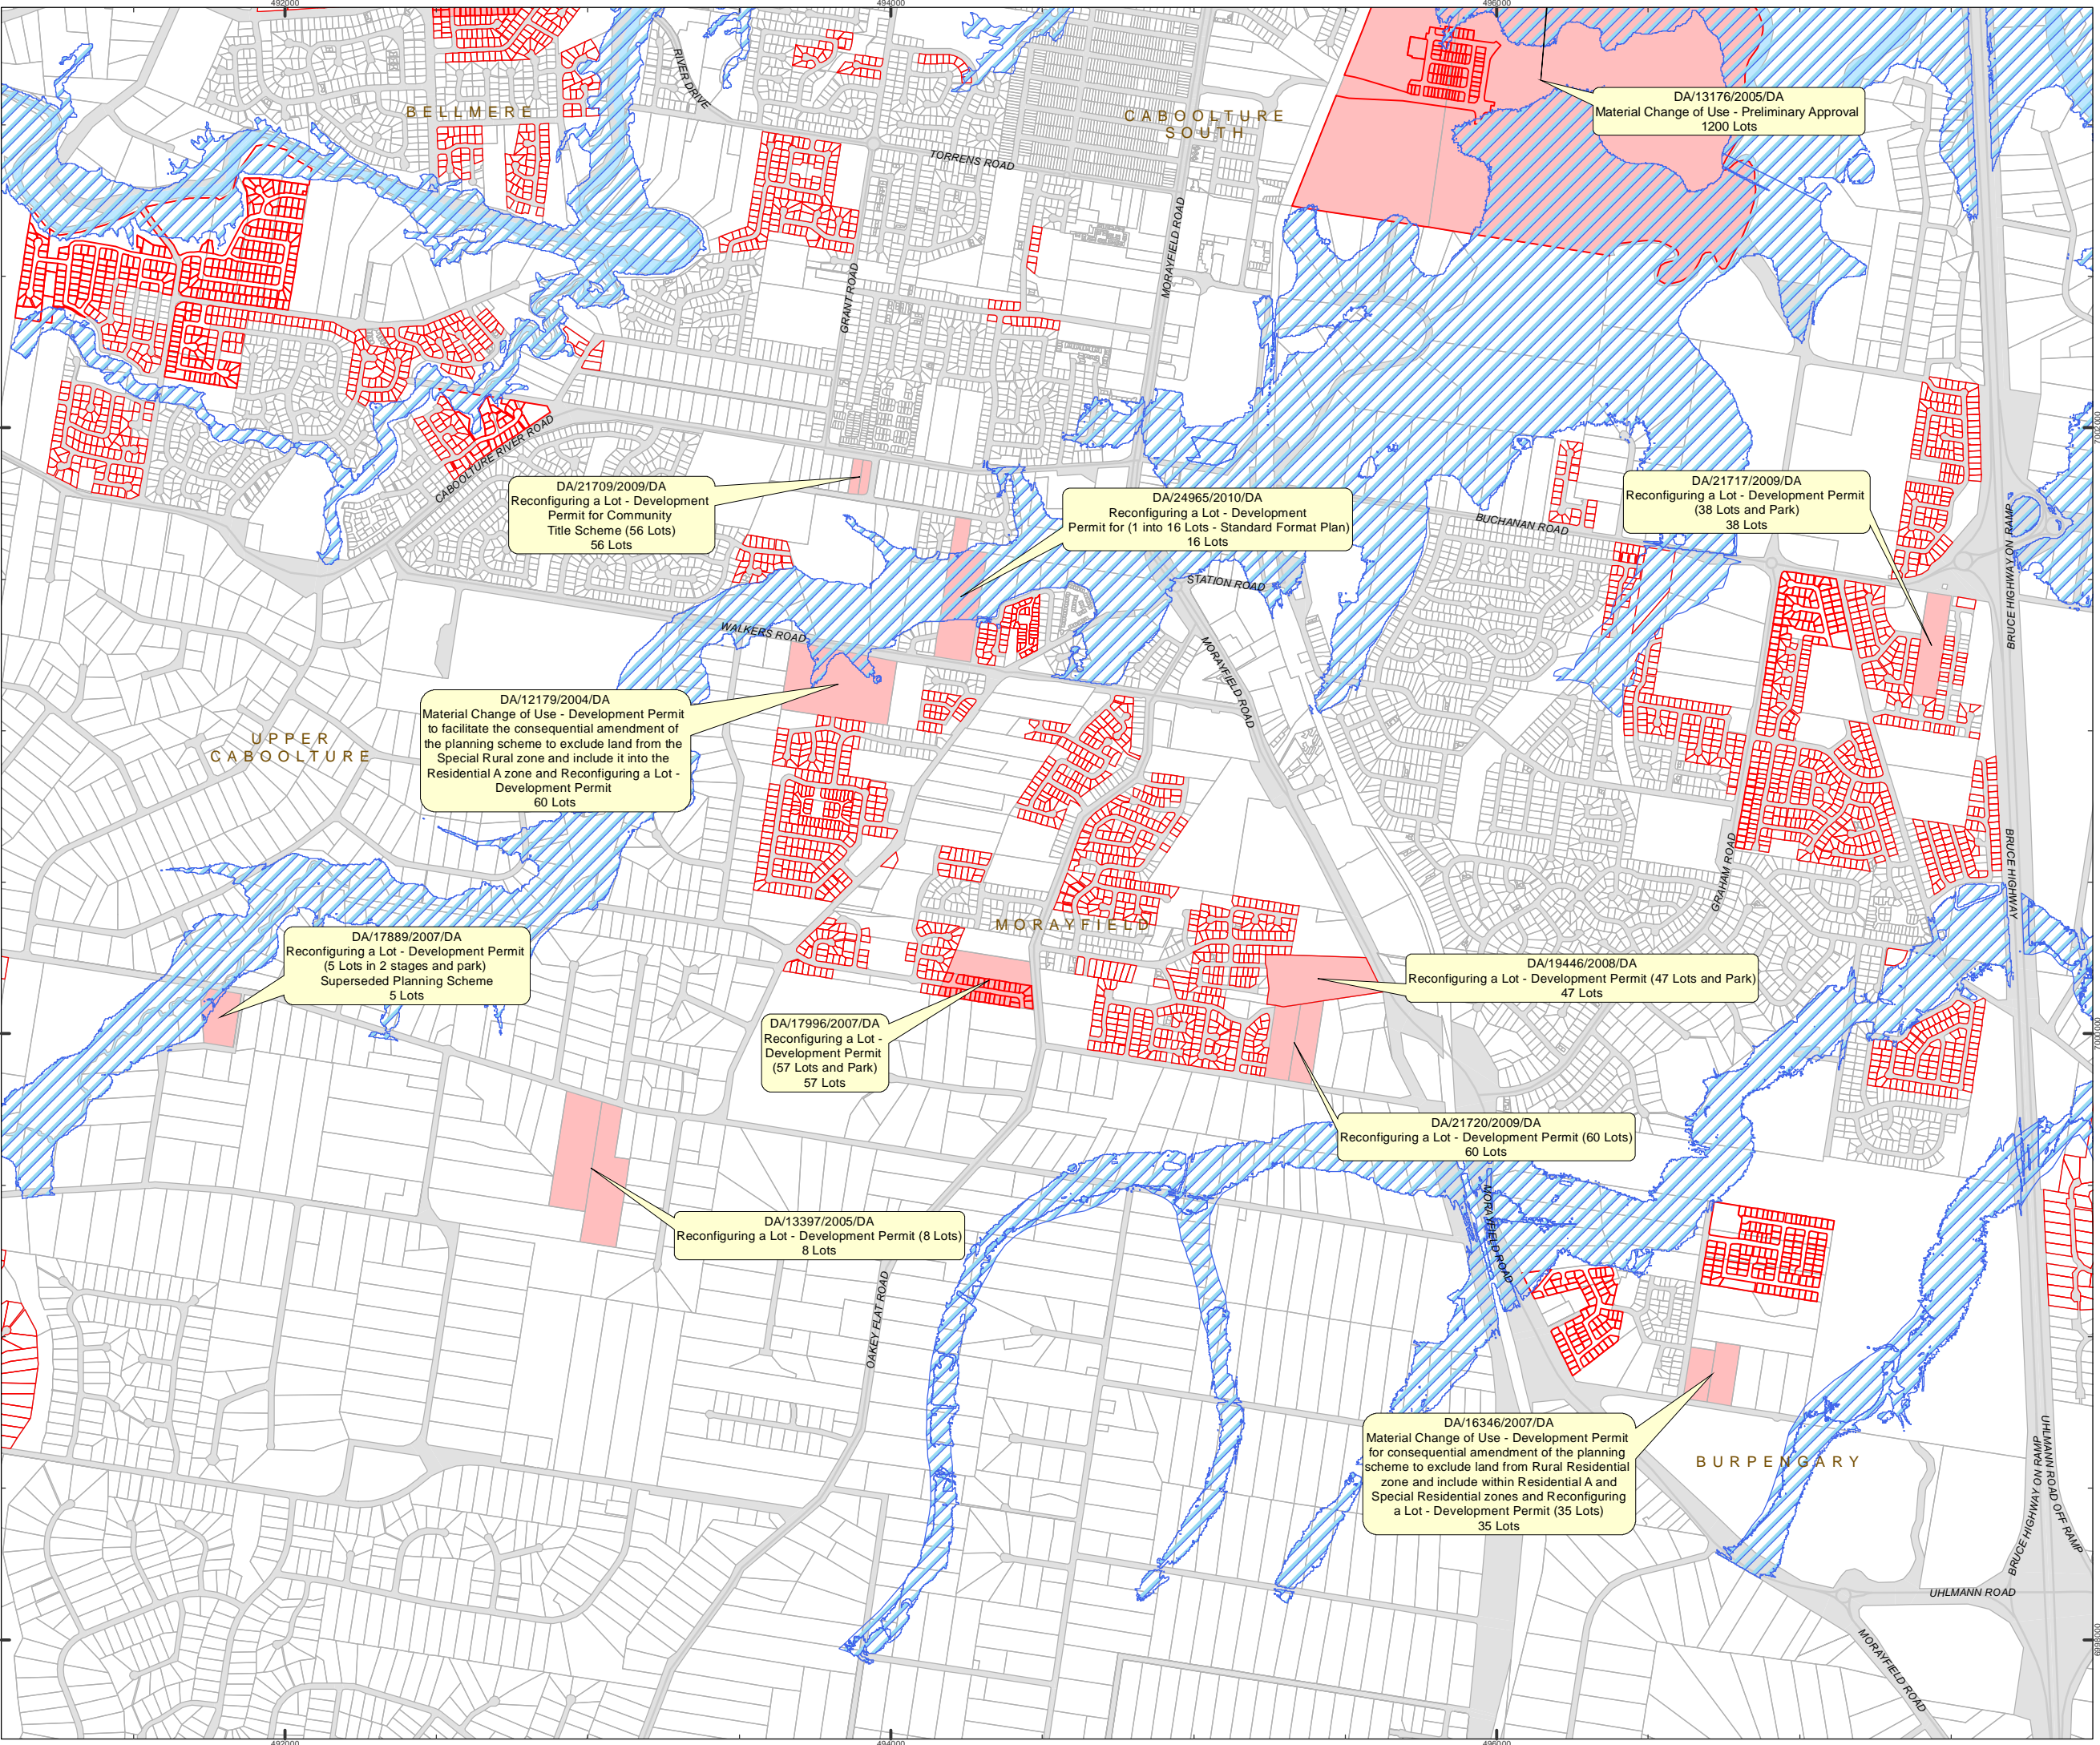 492000
494000
496000
RIVER DRIVE
BELLMERE
CABOOLTURE
SOUTH
DA/13176/2005/DA
Material Change of Use - Preliminary Approval
1200 Lots
TORRENS ROAD
MORAYFIELD ROAD
GRANT ROAD
7002000
CABOOLTURE RIVER ROAD
DA/21709/2009/DA
Reconfiguring a Lot - Development
Permit for Community
Title Scheme (56 Lots)
56 Lots
DA/24965/2010/DA
Reconfiguring a Lot - Development
Permit for (1 into 16 Lots - Standard Format Plan)
16 Lots
BUCHANAN ROAD
DA/21717/2009/DA
Reconfiguring a Lot - Development Permit
(38 Lots and Park)
38 Lots
BRUCE HIGHWAY ON RAMP
STATION ROAD
WALKERS ROAD
MORAYFIELD ROAD
DA/12179/2004/DA
Material Change of Use - Development Permit
to facilitate the consequential amendment of
the planning scheme to exclude land from the
Special Rural zone and include it into the
Residential A zone and Reconfiguring a Lot -
Development Permit
60 Lots
UPPER
CABOOLTURE
GRAHAM ROAD
BRUCE HIGHWAY
MORAYFIELD
DA/17889/2007/DA
Reconfiguring a Lot - Development Permit
(5 Lots in 2 stages and park)
Superseded Planning Scheme
5 Lots
DA/19446/2008/DA
Reconfiguring a Lot - Development Permit (47 Lots and Park)
47 Lots
DA/17996/2007/DA
Reconfiguring a Lot -
Development Permit
(57 Lots and Park)
57 Lots
7000000
DA/21720/2009/DA
Reconfiguring a Lot - Development Permit (60 Lots)
60 Lots
DA/13397/2005/DA
Reconfiguring a Lot - Development Permit (8 Lots)
8 Lots
MORAYFIELD ROAD
OAKEY FLAT ROAD
DA/16346/2007/DA
Material Change of Use - Development Permit
for consequential amendment of the planning
scheme to exclude land from Rural Residential
zone and include within Residential A and
Special Residential zones and Reconfiguring
a Lot - Development Permit (35 Lots)
35 Lots
BURPENGARY
BRUCE HIGHWAY ON RAMP
UHLMANN ROAD OFF RAMP
UHLMANN ROAD
MORAYFIELD ROAD
6998000
492000
494000
496000